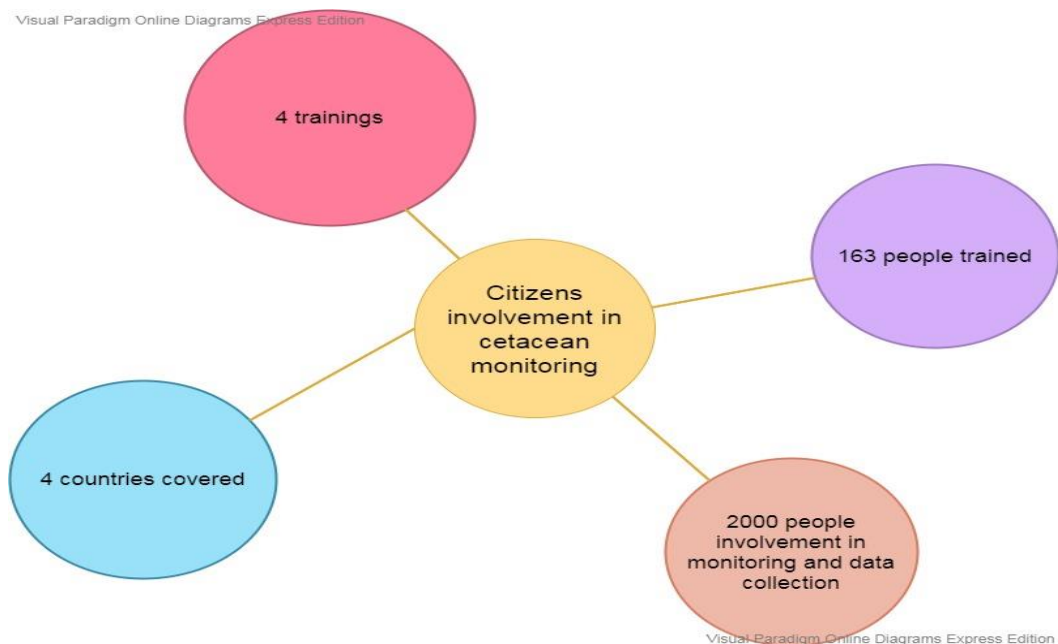 Visual Paradigm Online Diagrams Express Edition
4 trainings
163 people trained
Citizens
involvement in
cetacean
monitoring
4 countries covered
2000 people
involvement in
monitoring and data
collection
Visual Paradigm Online Diagrams Express Edition